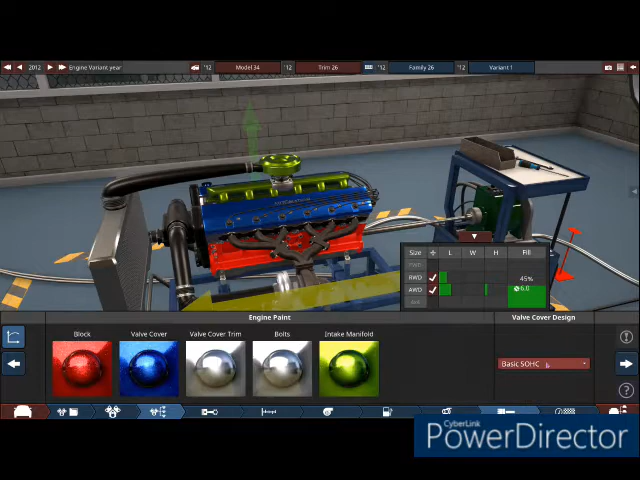 2012 Engine Variant year '12 Model 34 '12 Trim 26 '12 Family 26 '12 Variant 1
Size L W H Fill
FWD
RWD 45%
AWD 6.0
Engine Paint Valve Cover Design
Block Valve Cover Valve Cover Trim Bolts Intake Manifold
Basic SOHC
CyberLink
PowerDirector